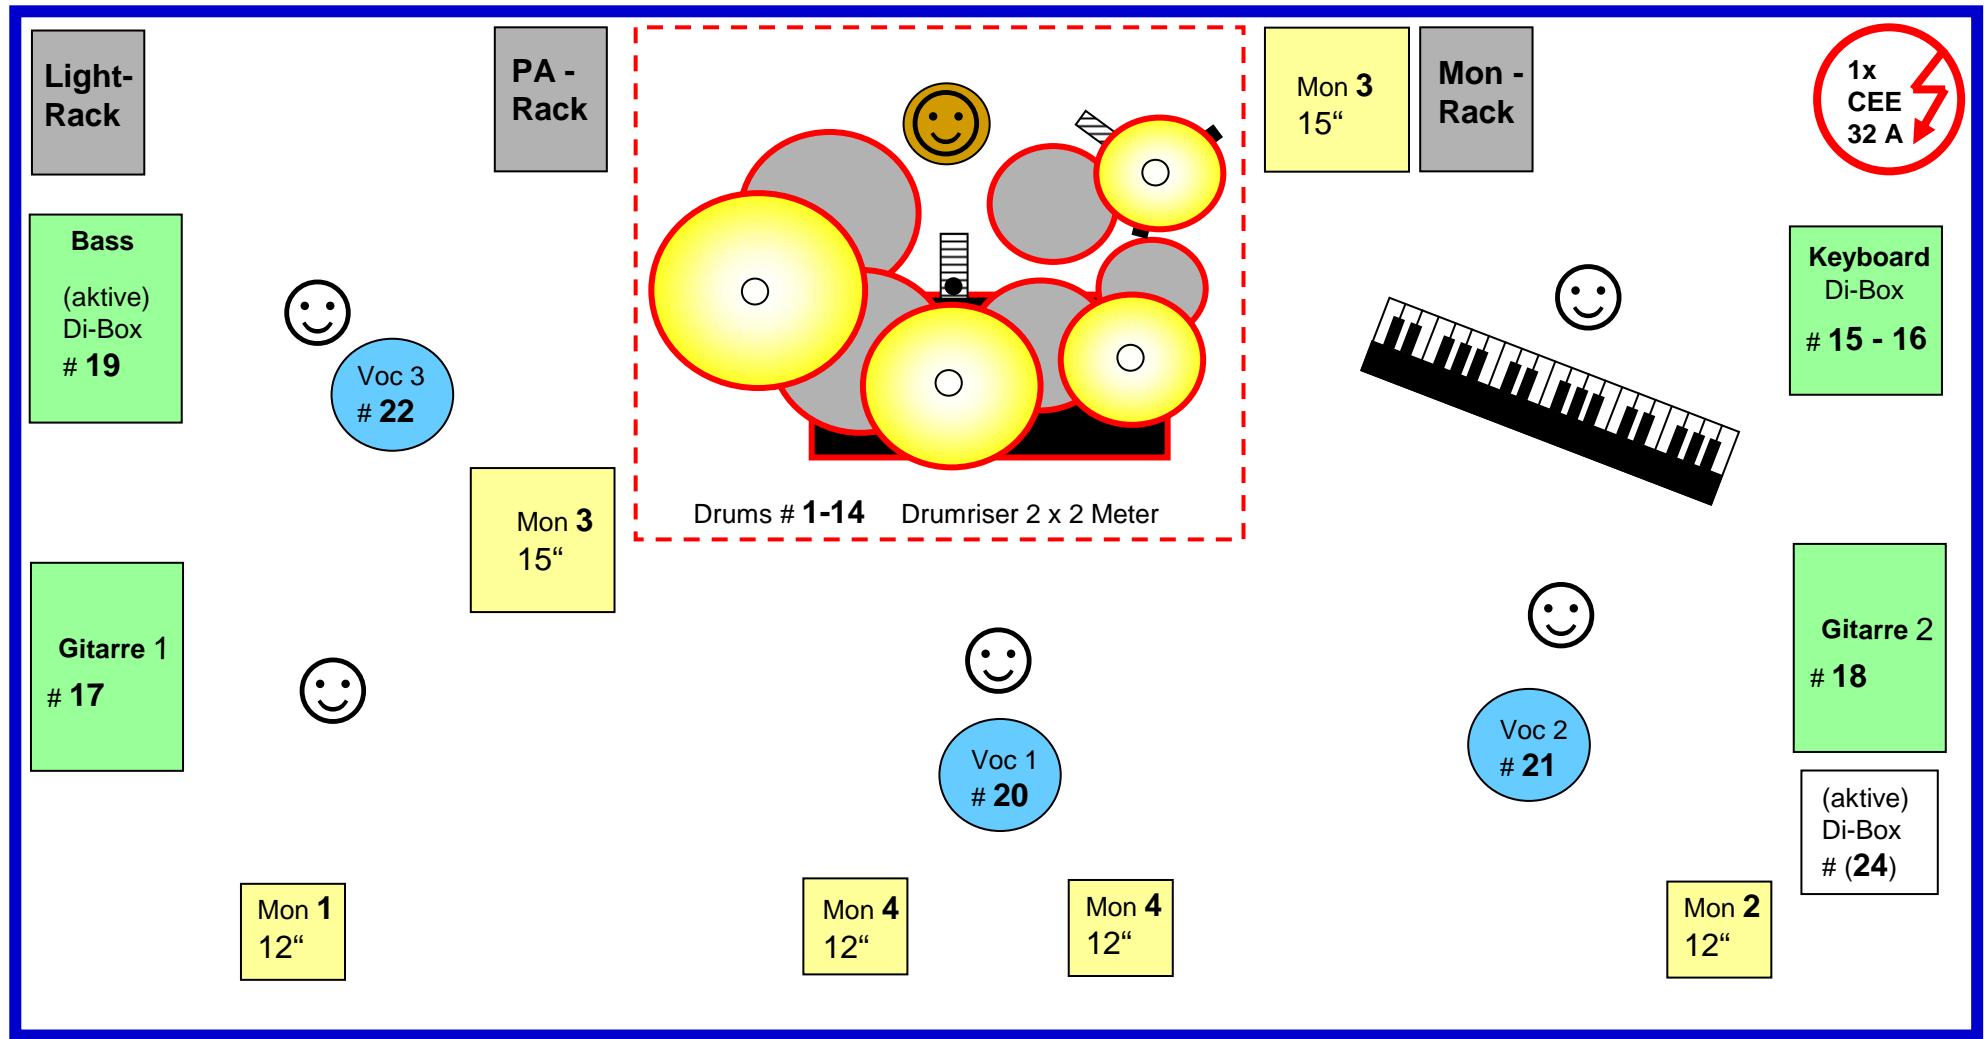 Light-
Rack
PA -
Rack
Mon 3
15“
Mon -
Rack
1x
CEE
32 A
Bass
(aktive)
Di-Box
# 19
Voc 3
# 22
Keyboard
Di-Box
# 15 - 16
Mon 3
15“
Drums # 1-14 Drumriser 2 x 2 Meter
Gitarre 1
# 17
Voc 1
# 20
Voc 2
# 21
Gitarre 2
# 18
(aktive)
Di-Box
# (24)
Mon 1
12“
Mon 4
12“
Mon 4
12“
Mon 2
12“